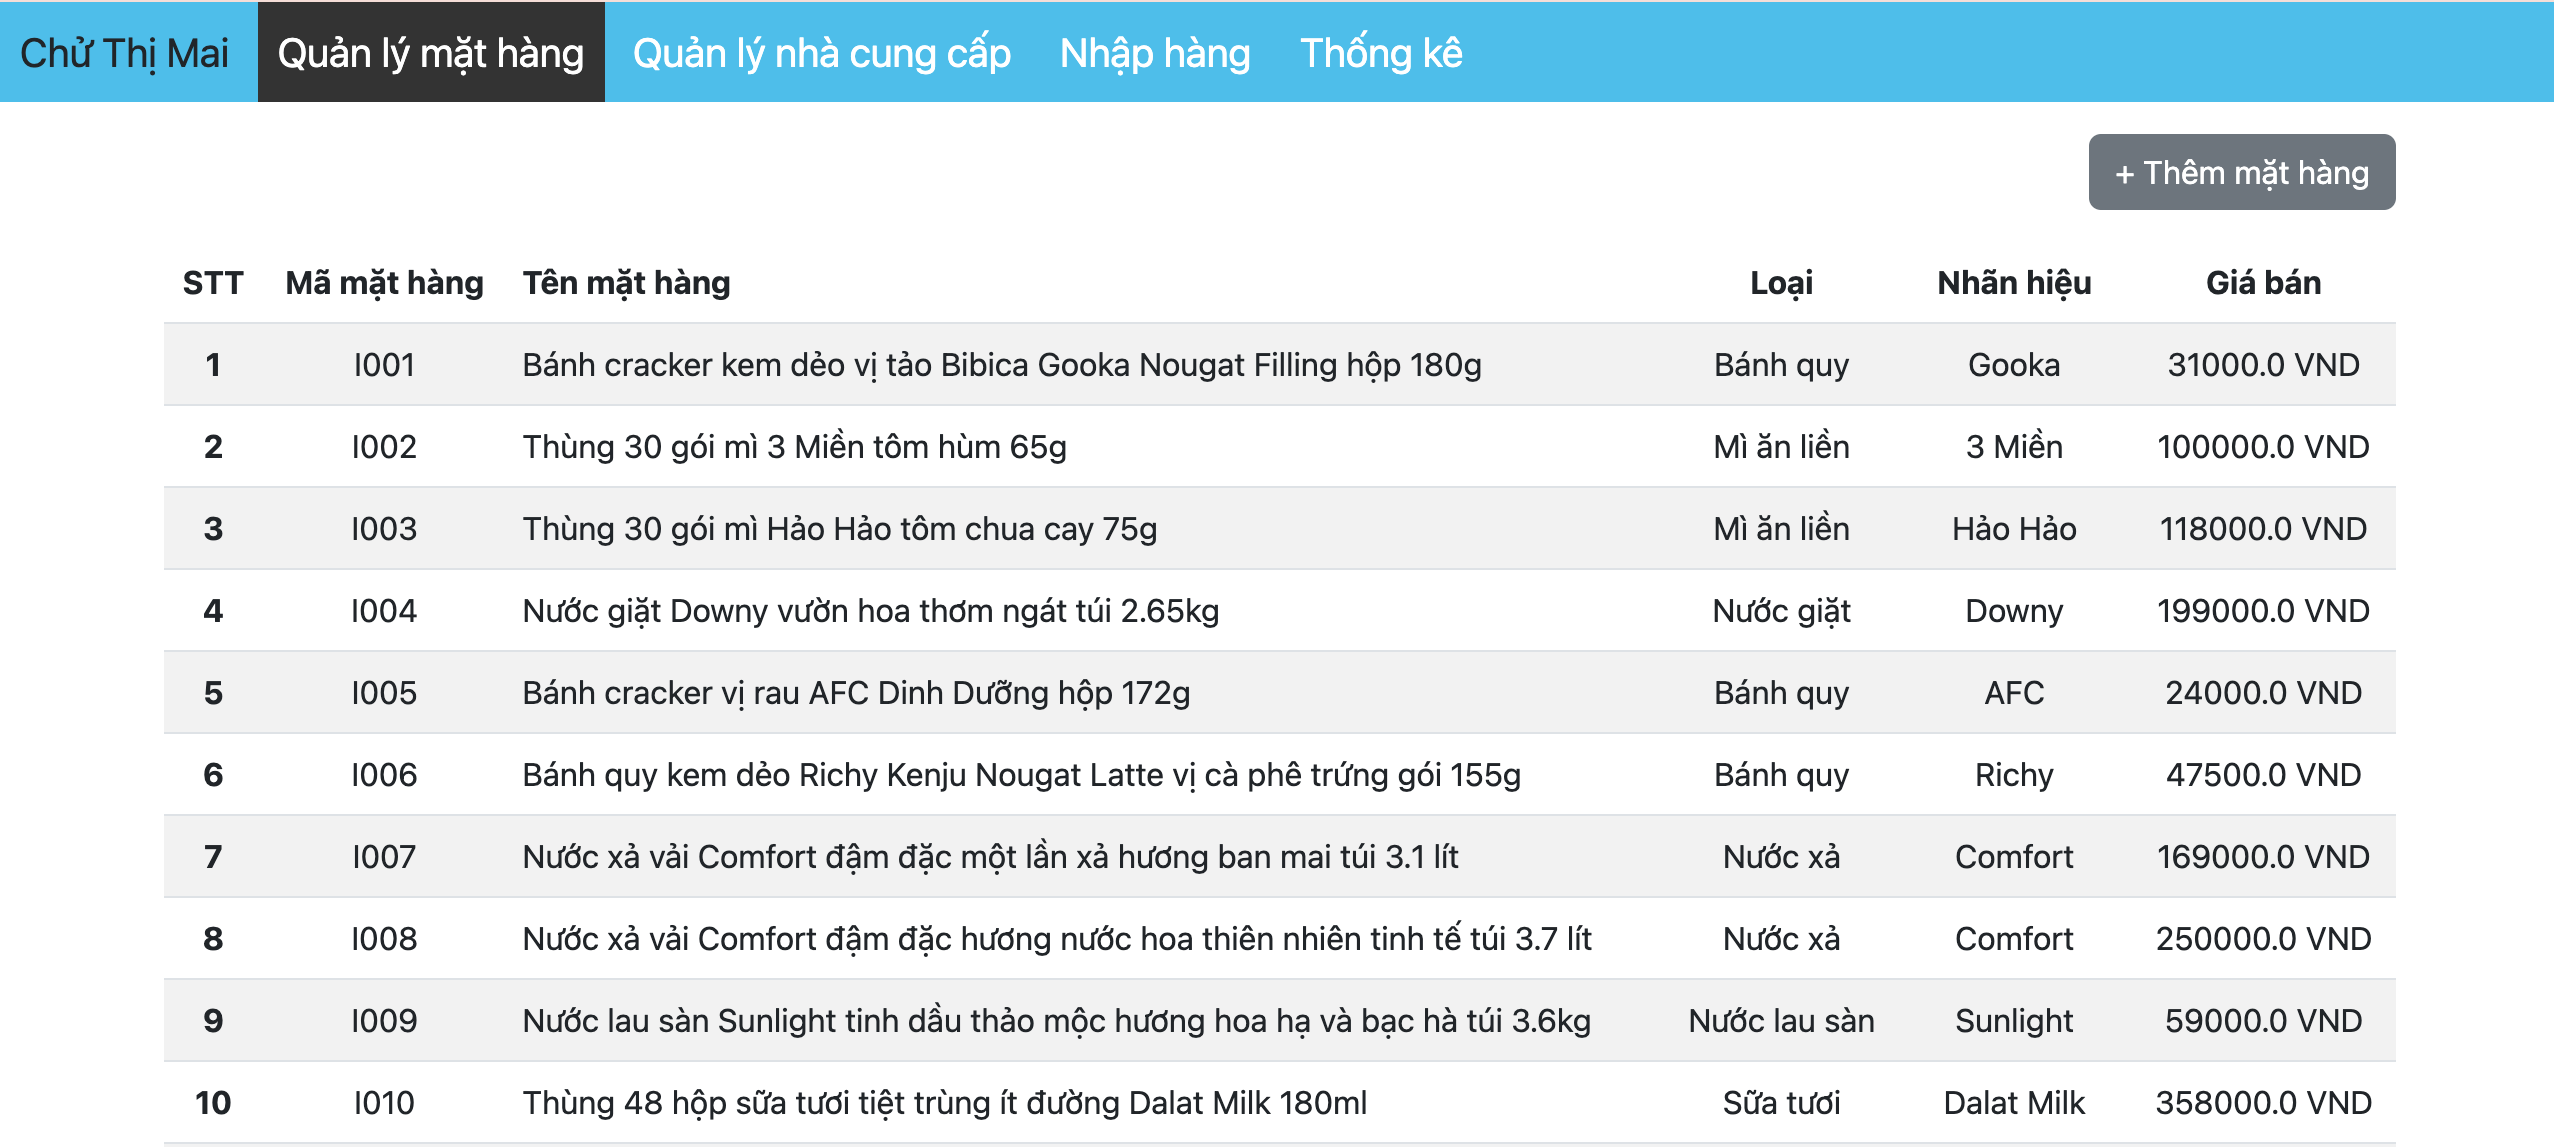 Chử Thị Mai Quản lý mặt hàng Quản lý nhà cung cấp Nhập hàng Thống kê
+ Thêm mặt hàng
STT Mã mặt hàng Tên mặt hàng Loại Nhãn hiệu Giá bán
1 I001 Bánh cracker kem dẻo vị tảo Bibica Gooka Nougat Filling hộp 180g Bánh quy Gooka 31000.0 VND
2 I002 Thùng 30 gói mì 3 Miền tôm hùm 65g Mì ăn liền 3 Miền 100000.0 VND
3 I003 Thùng 30 gói mì Hảo Hảo tôm chua cay 75g Mì ăn liền Hảo Hảo 118000.0 VND
4 I004 Nước giặt Downy vườn hoa thơm ngát túi 2.65kg Nước giặt Downy 199000.0 VND
5 I005 Bánh cracker vị rau AFC Dinh Dưỡng hộp 172g Bánh quy AFC 24000.0 VND
6 I006 Bánh quy kem dẻo Richy Kenju Nougat Latte vị cà phê trứng gói 155g Bánh quy Richy 47500.0 VND
7 I007 Nước xả vải Comfort đậm đặc một lần xả hương ban mai túi 3.1 lít Nước xả Comfort 169000.0 VND
8 I008 Nước xả vải Comfort đậm đặc hương nước hoa thiên nhiên tinh tế túi 3.7 lít Nước xả Comfort 250000.0 VND
9 I009 Nước lau sàn Sunlight tinh dầu thảo mộc hương hoa hạ và bạc hà túi 3.6kg Nước lau sàn Sunlight 59000.0 VND
10 I010 Thùng 48 hộp sữa tươi tiệt trùng ít đường Dalat Milk 180ml Sữa tươi Dalat Milk 358000.0 VND